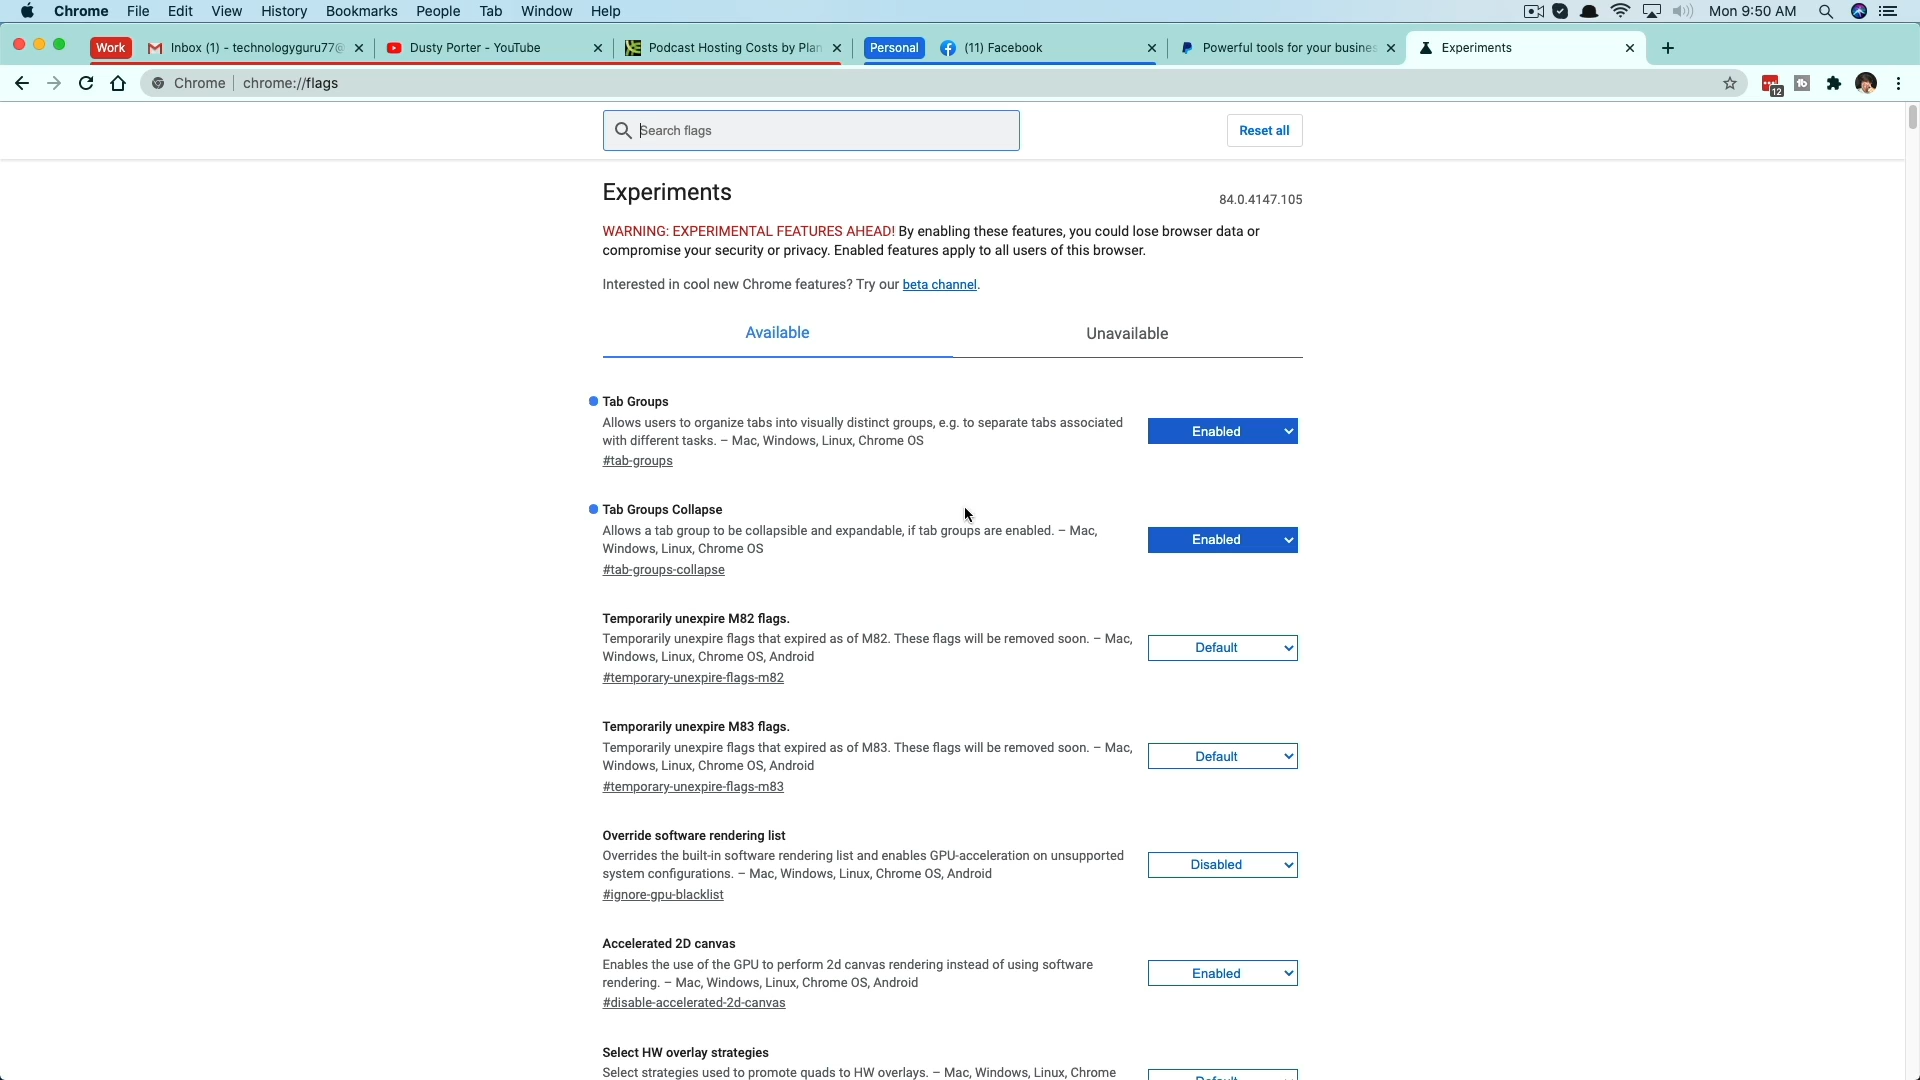 Chrome File Edit View History Bookmarks People Tab Window Help Mon 9:50 AM
Work Inbox (1) - technologyguru77@ Dusty Porter - YouTube Podcast Hosting Costs by Plan Personal (11) Facebook Powerful tools for your busines Experiments
Chrome chrome://flags 12
Search flags Reset all
Experiments 84.0.4147.105
WARNING: EXPERIMENTAL FEATURES AHEAD! By enabling these features, you could lose browser data or
compromise your security or privacy. Enabled features apply to all users of this browser.
Interested in cool new Chrome features? Try our beta channel.
Available Unavailable
Tab Groups
Allows users to organize tabs into visually distinct groups, e.g. to separate tabs associated
with different tasks. – Mac, Windows, Linux, Chrome OS
#tab-groups
Enabled
Tab Groups Collapse
Allows a tab group to be collapsible and expandable, if tab groups are enabled. – Mac,
Windows, Linux, Chrome OS
#tab-groups-collapse
Enabled
Temporarily unexpire M82 flags.
Temporarily unexpire flags that expired as of M82. These flags will be removed soon. – Mac,
Windows, Linux, Chrome OS, Android
#temporary-unexpire-flags-m82
Default
Temporarily unexpire M83 flags.
Temporarily unexpire flags that expired as of M83. These flags will be removed soon. – Mac,
Windows, Linux, Chrome OS, Android
#temporary-unexpire-flags-m83
Default
Override software rendering list
Overrides the built-in software rendering list and enables GPU-acceleration on unsupported
system configurations. – Mac, Windows, Linux, Chrome OS, Android
#ignore-gpu-blacklist
Disabled
Accelerated 2D canvas
Enables the use of the GPU to perform 2d canvas rendering instead of using software
rendering. – Mac, Windows, Linux, Chrome OS, Android
#disable-accelerated-2d-canvas
Enabled
Select HW overlay strategies
Select strategies used to promote quads to HW overlays. – Mac, Windows, Linux, Chrome